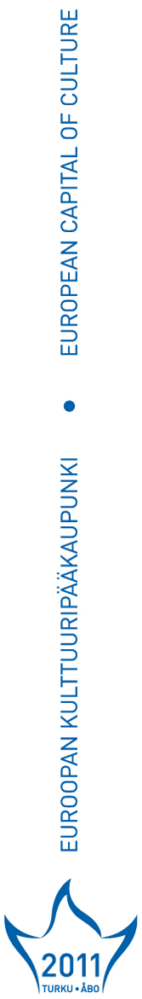 EUROOPAN KULTTUURIPÄÄKAUPUNKI • EUROPEAN CAPITAL OF CULTURE
2011
TURKU • ÅBO